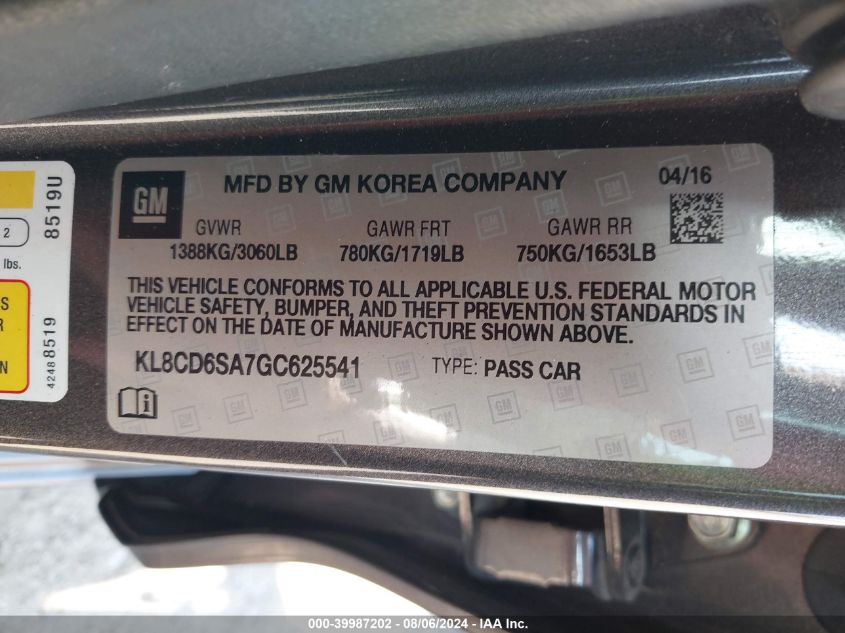 GM
MFD BY GM KOREA COMPANY
04/16
GVWR GAWR FRT GAWR RR
1388KG/3060LB 780KG/1719LB 750KG/1653LB
THIS VEHICLE CONFORMS TO ALL APPLICABLE U.S. FEDERAL MOTOR
VEHICLE SAFETY, BUMPER, AND THEFT PREVENTION STANDARDS IN
EFFECT ON THE DATE OF MANUFACTURE SHOWN ABOVE.
KL8CD6SA7GC625541 TYPE: PASS CAR
8519U
2
lbs.
S
R
N
4248 8519
000-39987202 - 08/06/2024 - IAA Inc.